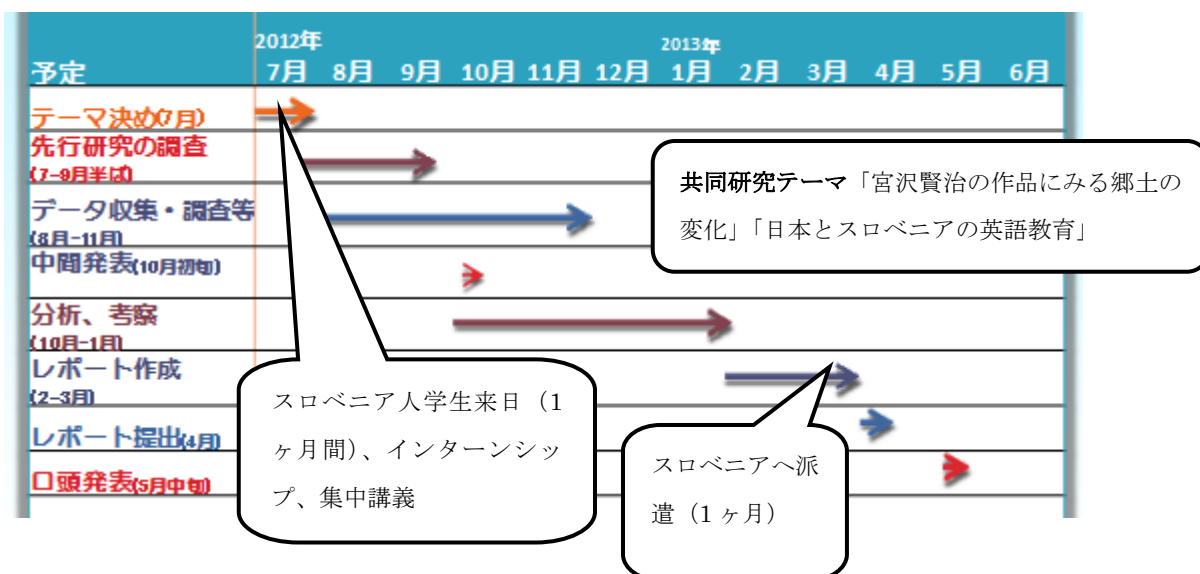 2012年 2013年
予定 7月 8月 9月 10月 11月 12月 1月 2月 3月 4月 5月 6月
テーマ決め(7月)
先行研究の調査
(7-9月半ば)
データ収集・調査等
(8月-11月)
中間発表(10月初旬)
分析、考察
(10月-1月)
レポート作成
(2-3月)
レポート提出(4月)
口頭発表(5月中旬)
共同研究テーマ「宮沢賢治の作品にみる郷土の
変化」「日本とスロベニアの英語教育」
スロベニア人学生来日（1
ヶ月間）、インターンシッ
プ、集中講義
スロベニアへ派
遣（1 ヶ月）